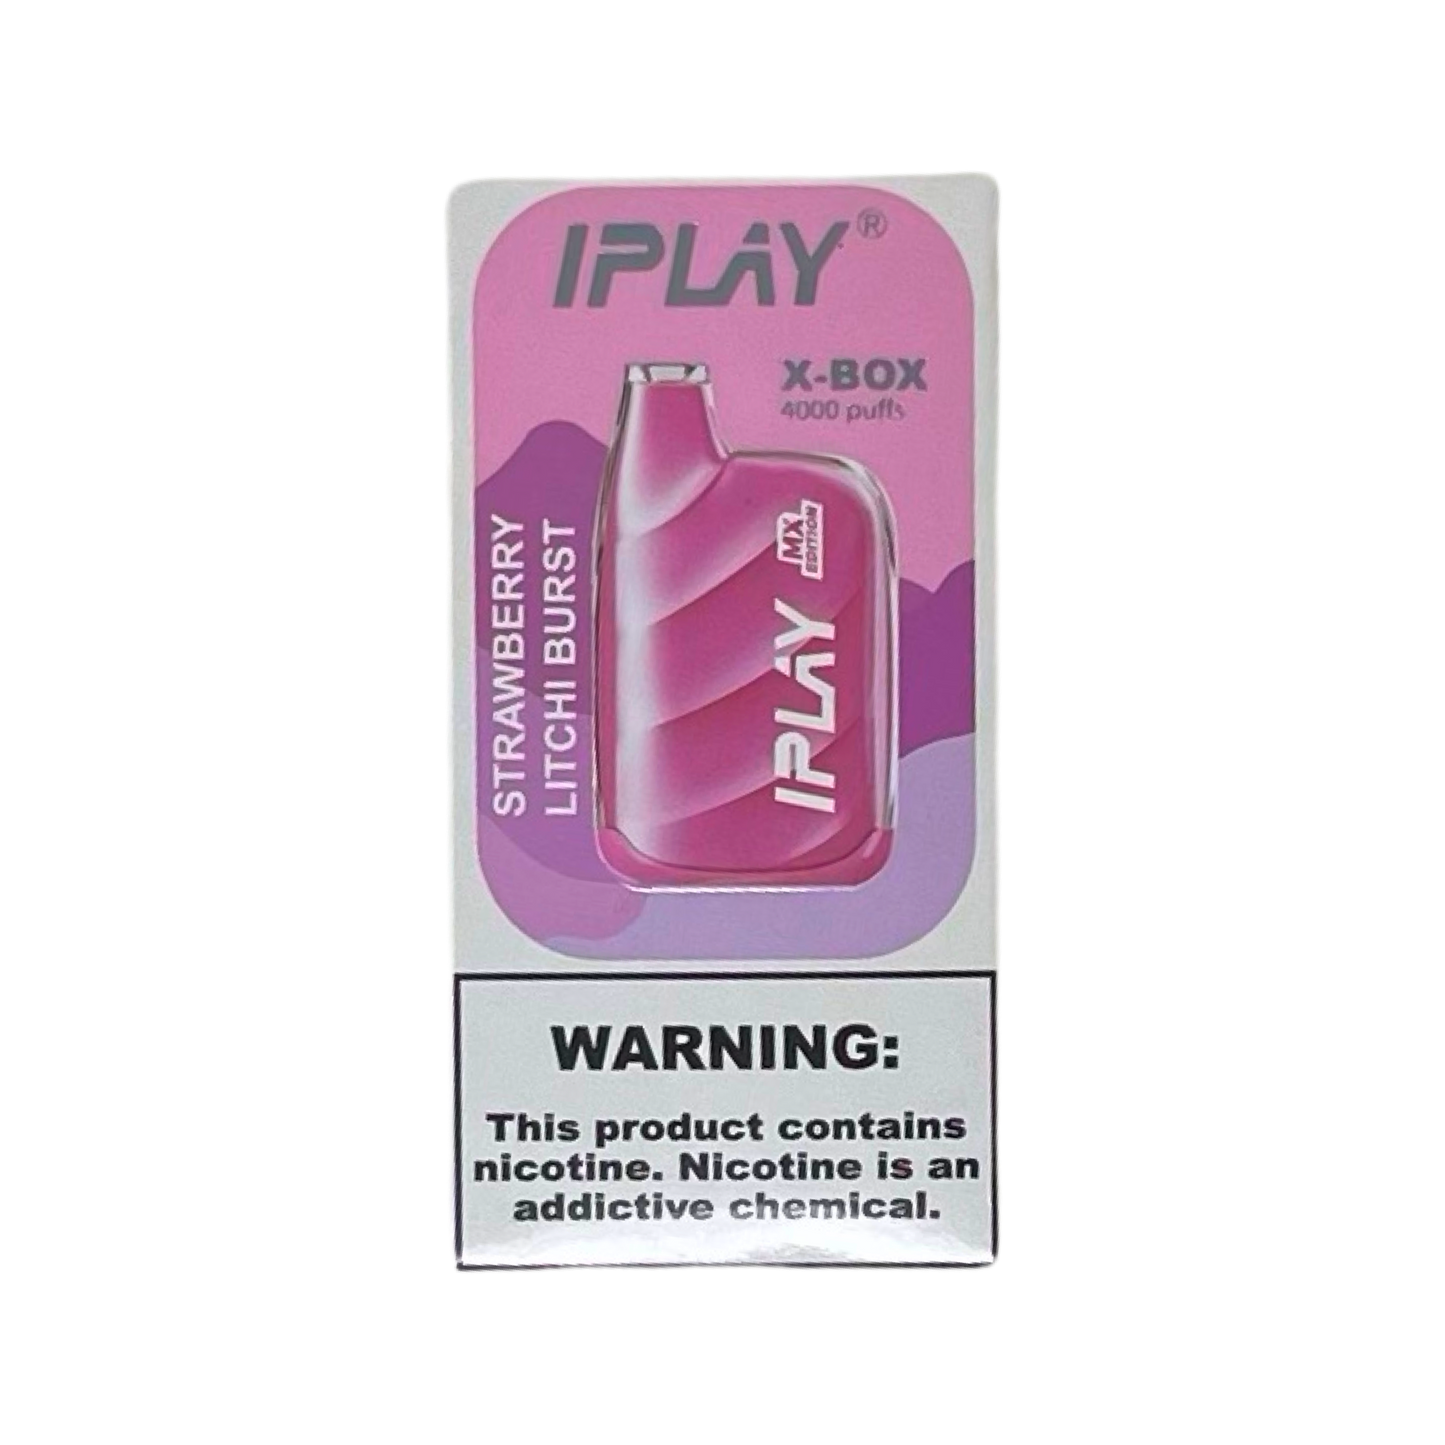 IPLAY®
X-BOX
4000 puffs
STRAWBERRY
LITCHI BURST
MX
EDITION
IPLAY
WARNING:
This product contains
nicotine. Nicotine is an
addictive chemical.